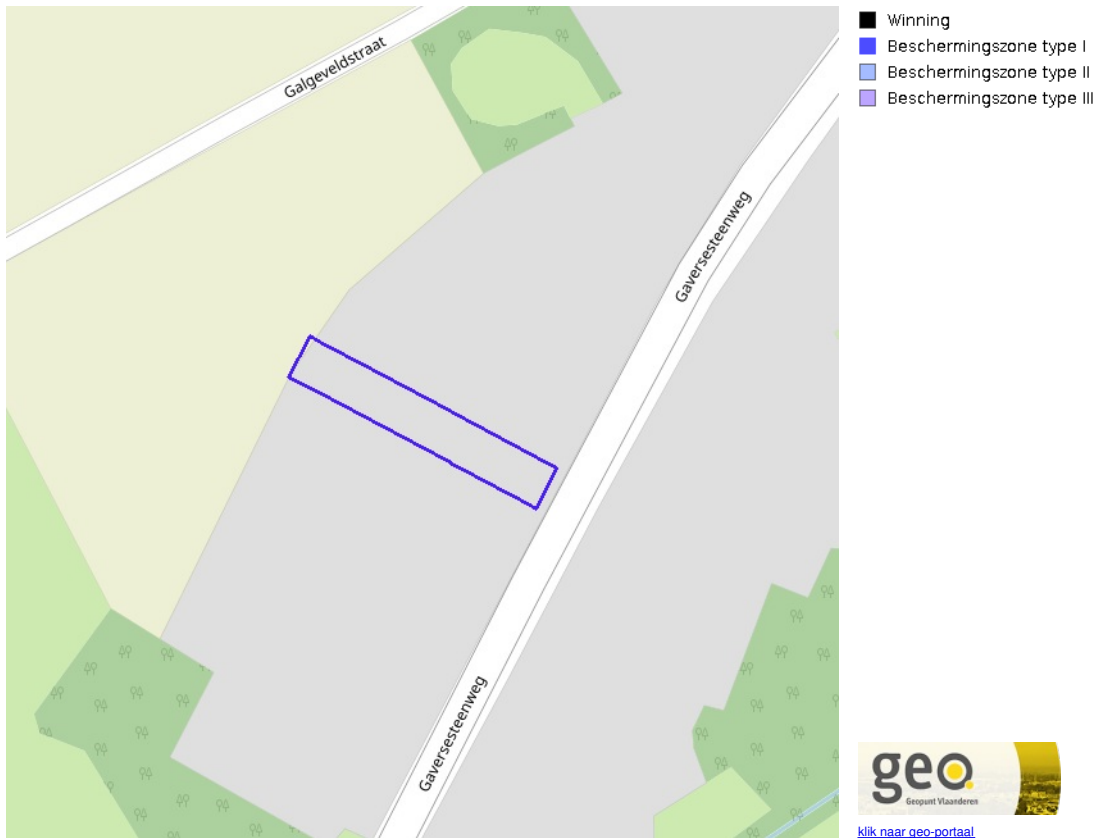 Galgeveldstraat
Gaversesteenweg
Gaversesteenweg
Winning
Beschermingszone type I
Beschermingszone type II
Beschermingszone type III
geo.
Geopunt Vlaanderen
klik naar geo-portaal